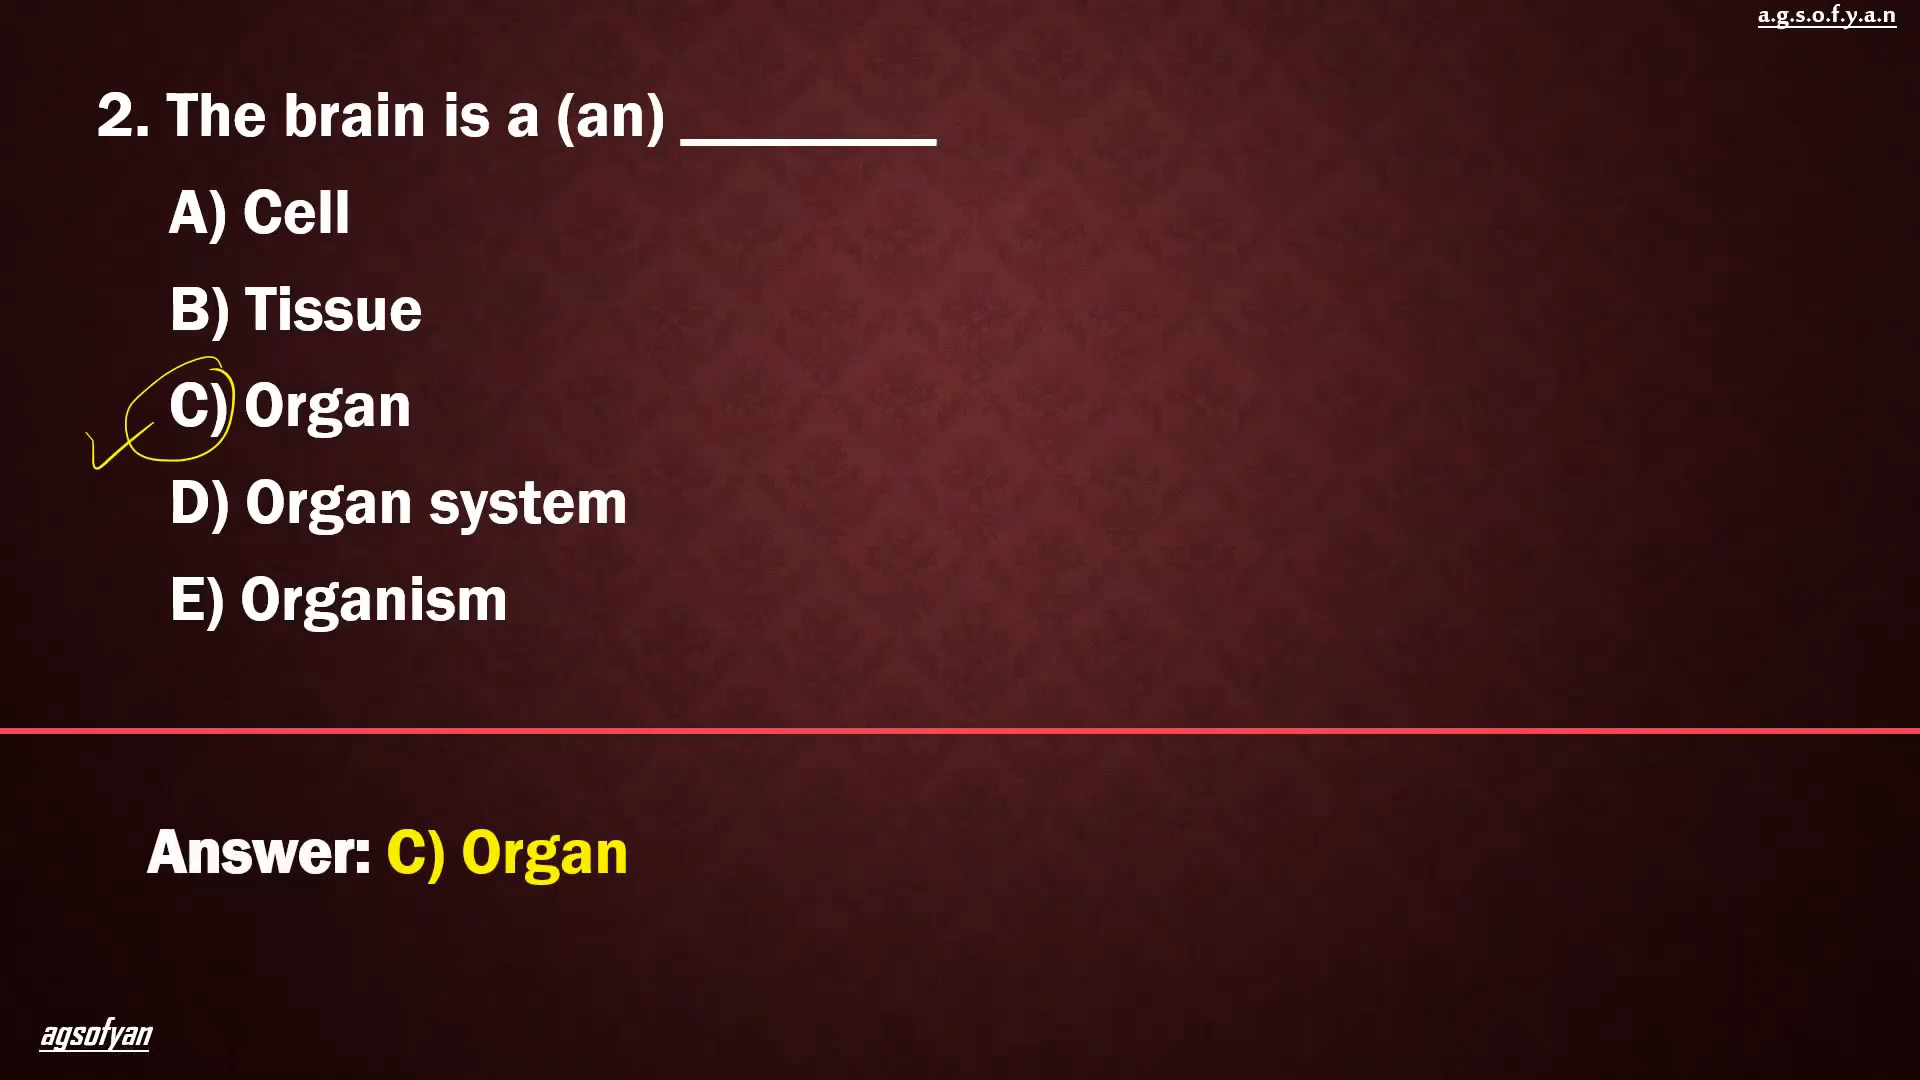 a.g.s.o.f.y.a.n
2. The brain is a (an) ________
A) Cell
B) Tissue
C) Organ
D) Organ system
E) Organism
Answer: C) Organ
agsofyan